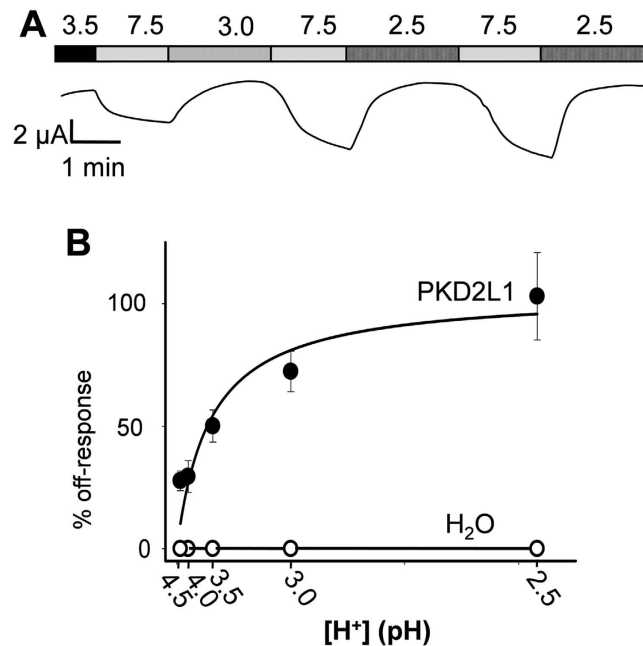 A
3.5 7.5 3.0 7.5 2.5 7.5 2.5
2 µA
1 min
B
100
PKD2L1
50
% off-response
H₂O
0
4.5 4.0 3.5 3.0 2.5
[H⁺] (pH)